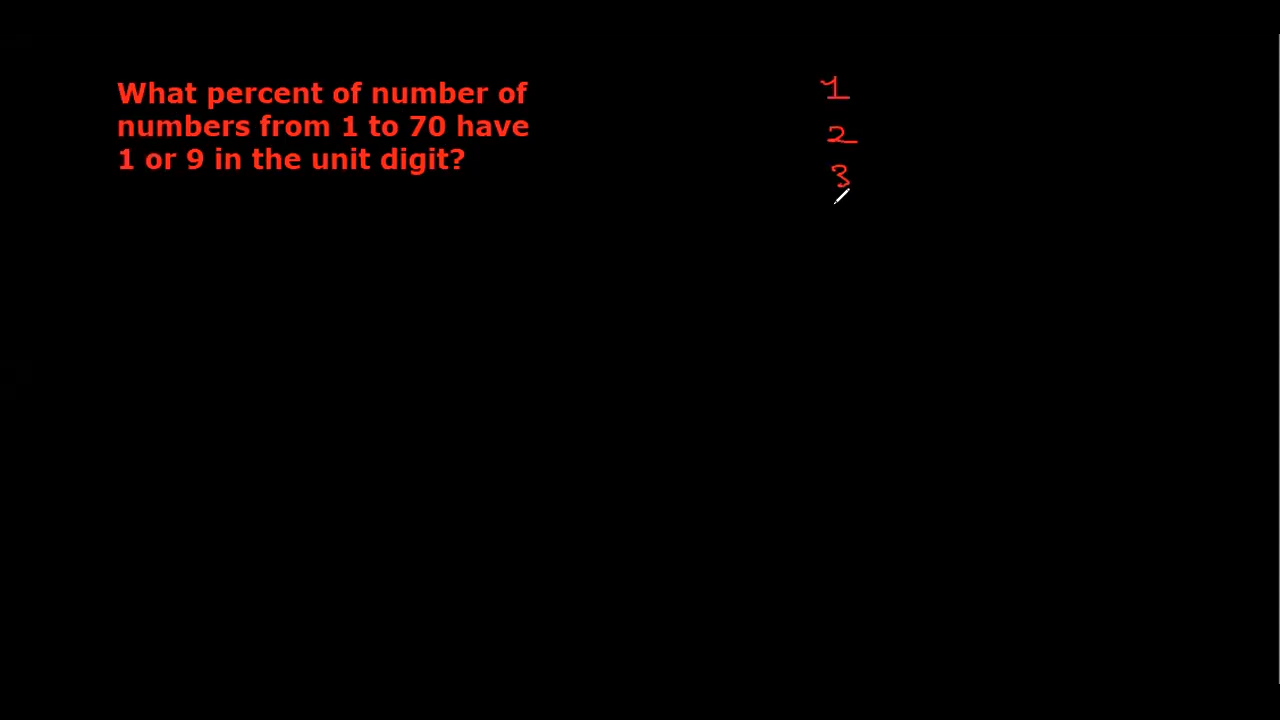 What percent of number of
numbers from 1 to 70 have
1 or 9 in the unit digit?
1
2
3